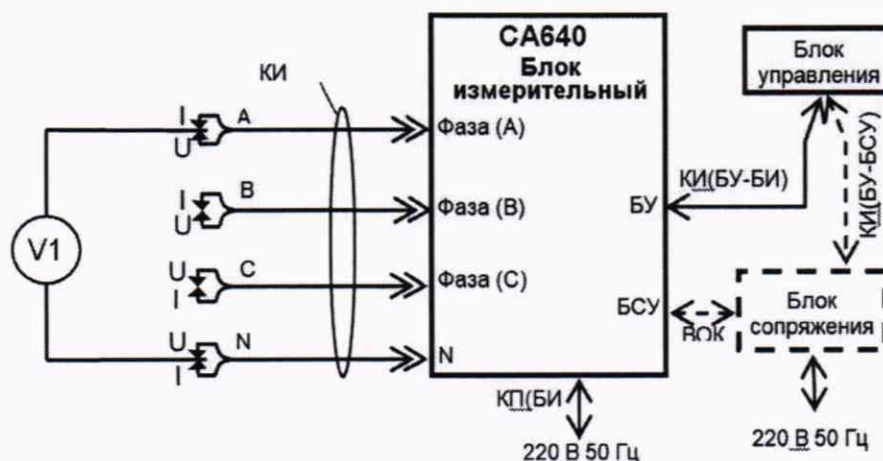 СА640
Блок
измерительный
КИ
Блок
управления
I
U
A
Фаза (А)
I
U
B
Фаза (В)
V1
КИ(БУ-БИ)
БУ
КИ(БУ-БСУ)
U
I
C
Фаза (С)
БСУ
ВОК
Блок
сопряжения
U
I
N
N
КП(БИ
220 В 50 Гц
220 В 50 Гц